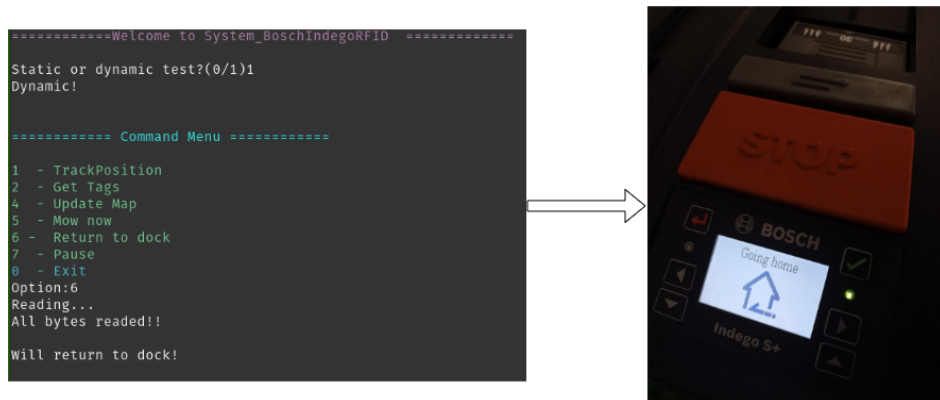 ============Welcome to System_BoschIndegoRFID =============
Static or dynamic test?(0/1)1
Dynamic!
============ Command Menu ============
1 - TrackPosition
2 - Get Tags
4 - Update Map
5 - Mow now
6 - Return to dock
7 - Pause
0 - Exit
Option:6
Reading...
All bytes readed!!
Will return to dock!
STOP
BOSCH
Going home
Indego S+